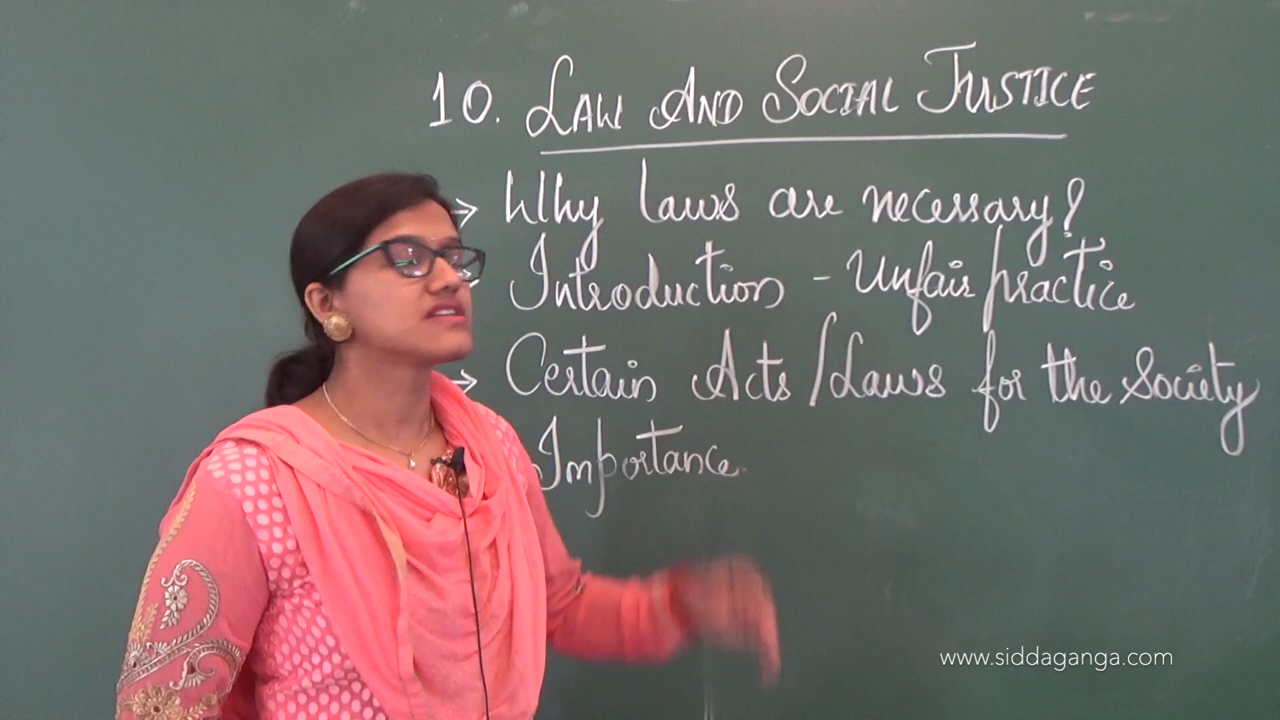 10. LAW AND SOCIAL JUSTICE
→ Why laws are necessary?
Introduction - Unfair practice
→ Certain Acts / Laws for the Society
Importance.
www.siddaganga.com